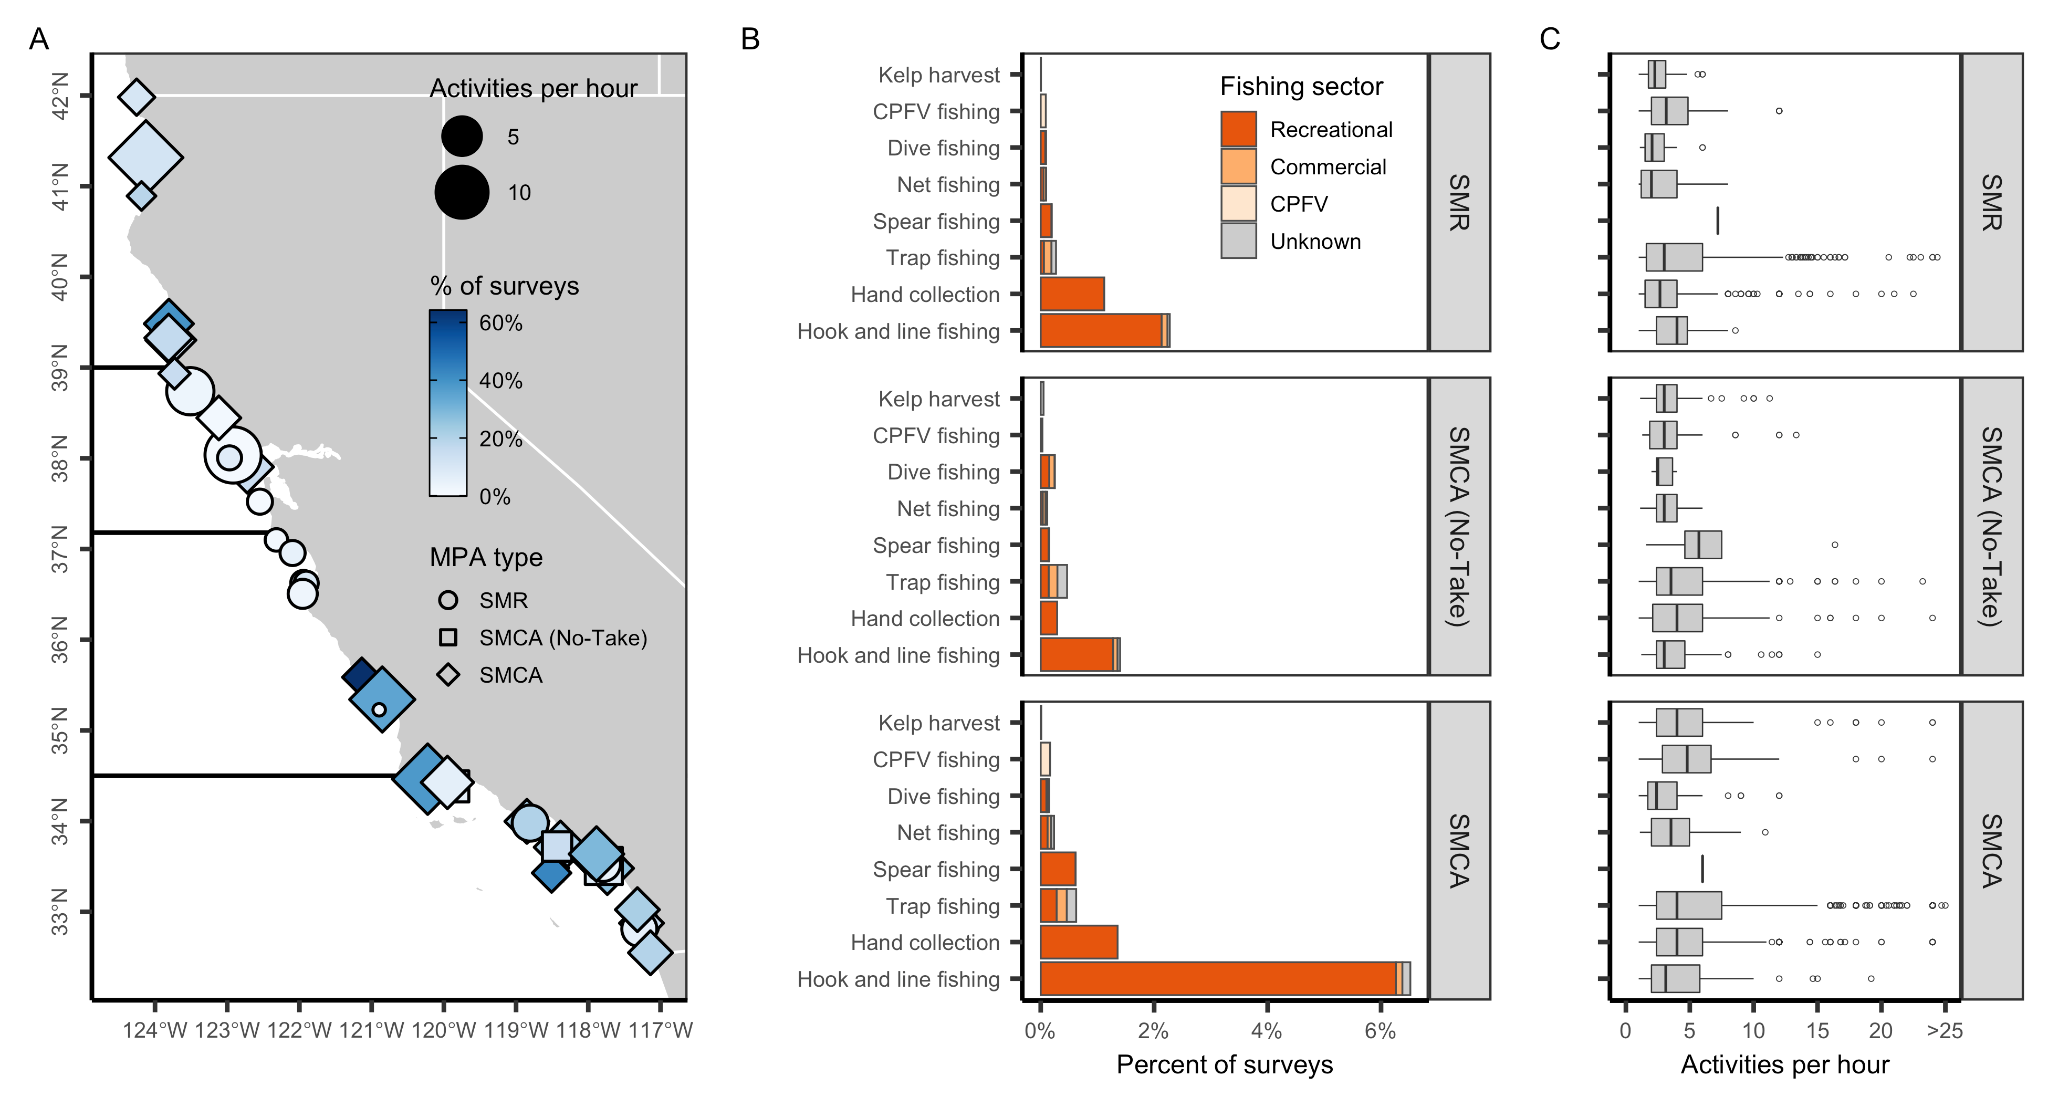 A
42°N
41°N
40°N
39°N
38°N
37°N
36°N
35°N
34°N
33°N
124°W 123°W 122°W 121°W 120°W 119°W 118°W 117°W
Activities per hour
5
10
% of surveys
60%
40%
20%
0%
MPA type
SMR
SMCA (No-Take)
SMCA
B
Kelp harvest
CPFV fishing
Dive fishing
Net fishing
Spear fishing
Trap fishing
Hand collection
Hook and line fishing
Fishing sector
Recreational
Commercial
CPFV
Unknown
SMR
Kelp harvest
CPFV fishing
Dive fishing
Net fishing
Spear fishing
Trap fishing
Hand collection
Hook and line fishing
SMCA (No-Take)
Kelp harvest
CPFV fishing
Dive fishing
Net fishing
Spear fishing
Trap fishing
Hand collection
Hook and line fishing
SMCA
0% 2% 4% 6%
Percent of surveys
C
SMR
SMCA (No-Take)
SMCA
0 5 10 15 20 >25
Activities per hour